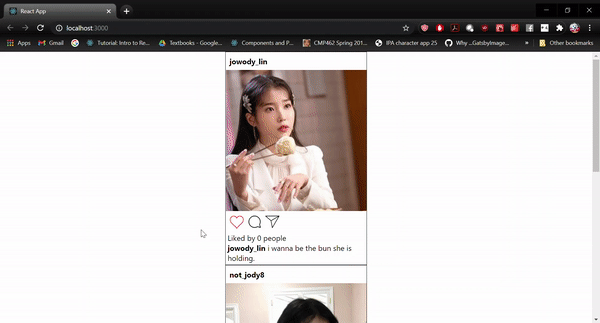 React App
localhost:3000
Apps
Gmail
Tutorial: Intro to Re...
Textbooks - Google...
Components and P...
CMP462 Spring 201...
IPA character app 25
Why ...GatsbyImage...
»
Other bookmarks
jowody_lin
Liked by 0 people
jowody_lin i wanna be the bun she is
holding.
not_jody8